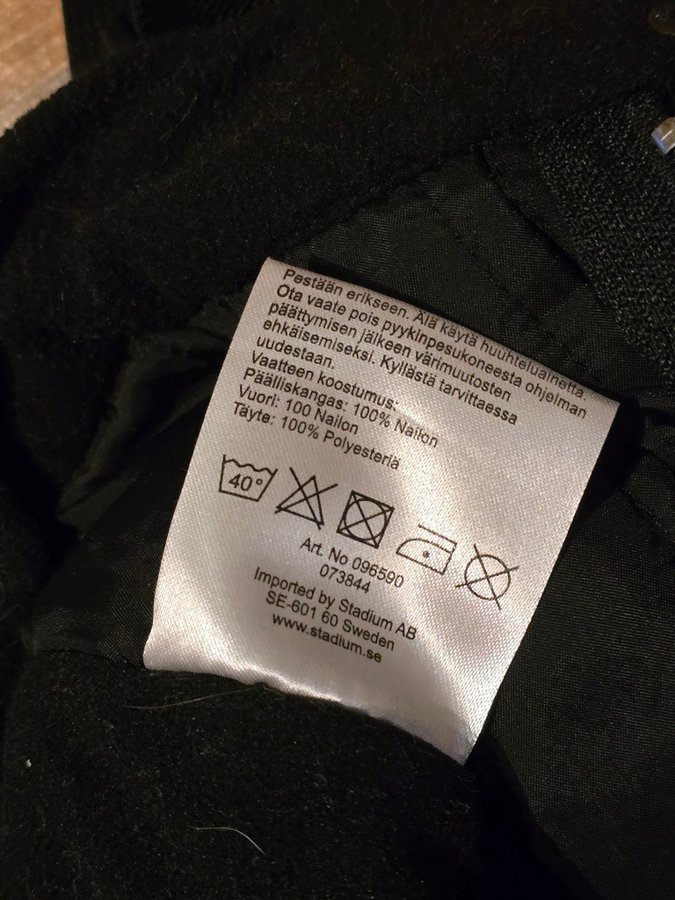 Pestään erikseen. Älä käytä huuhteluainetta.
Ota vaate pois pyykinpesukoneesta ohjelman
päättymisen jälkeen värimuutosten
ehkäisemiseksi. Kyllästä tarvittaessa
uudestaan.
Vaatteen koostumus:
Päälliskangas: 100% Nailon
Vuori: 100 Nailon
Täyte: 100% Polyesteriä
40°
Art. No 096590
073844
Imported by Stadium AB
SE-601 60 Sweden
www.stadium.se